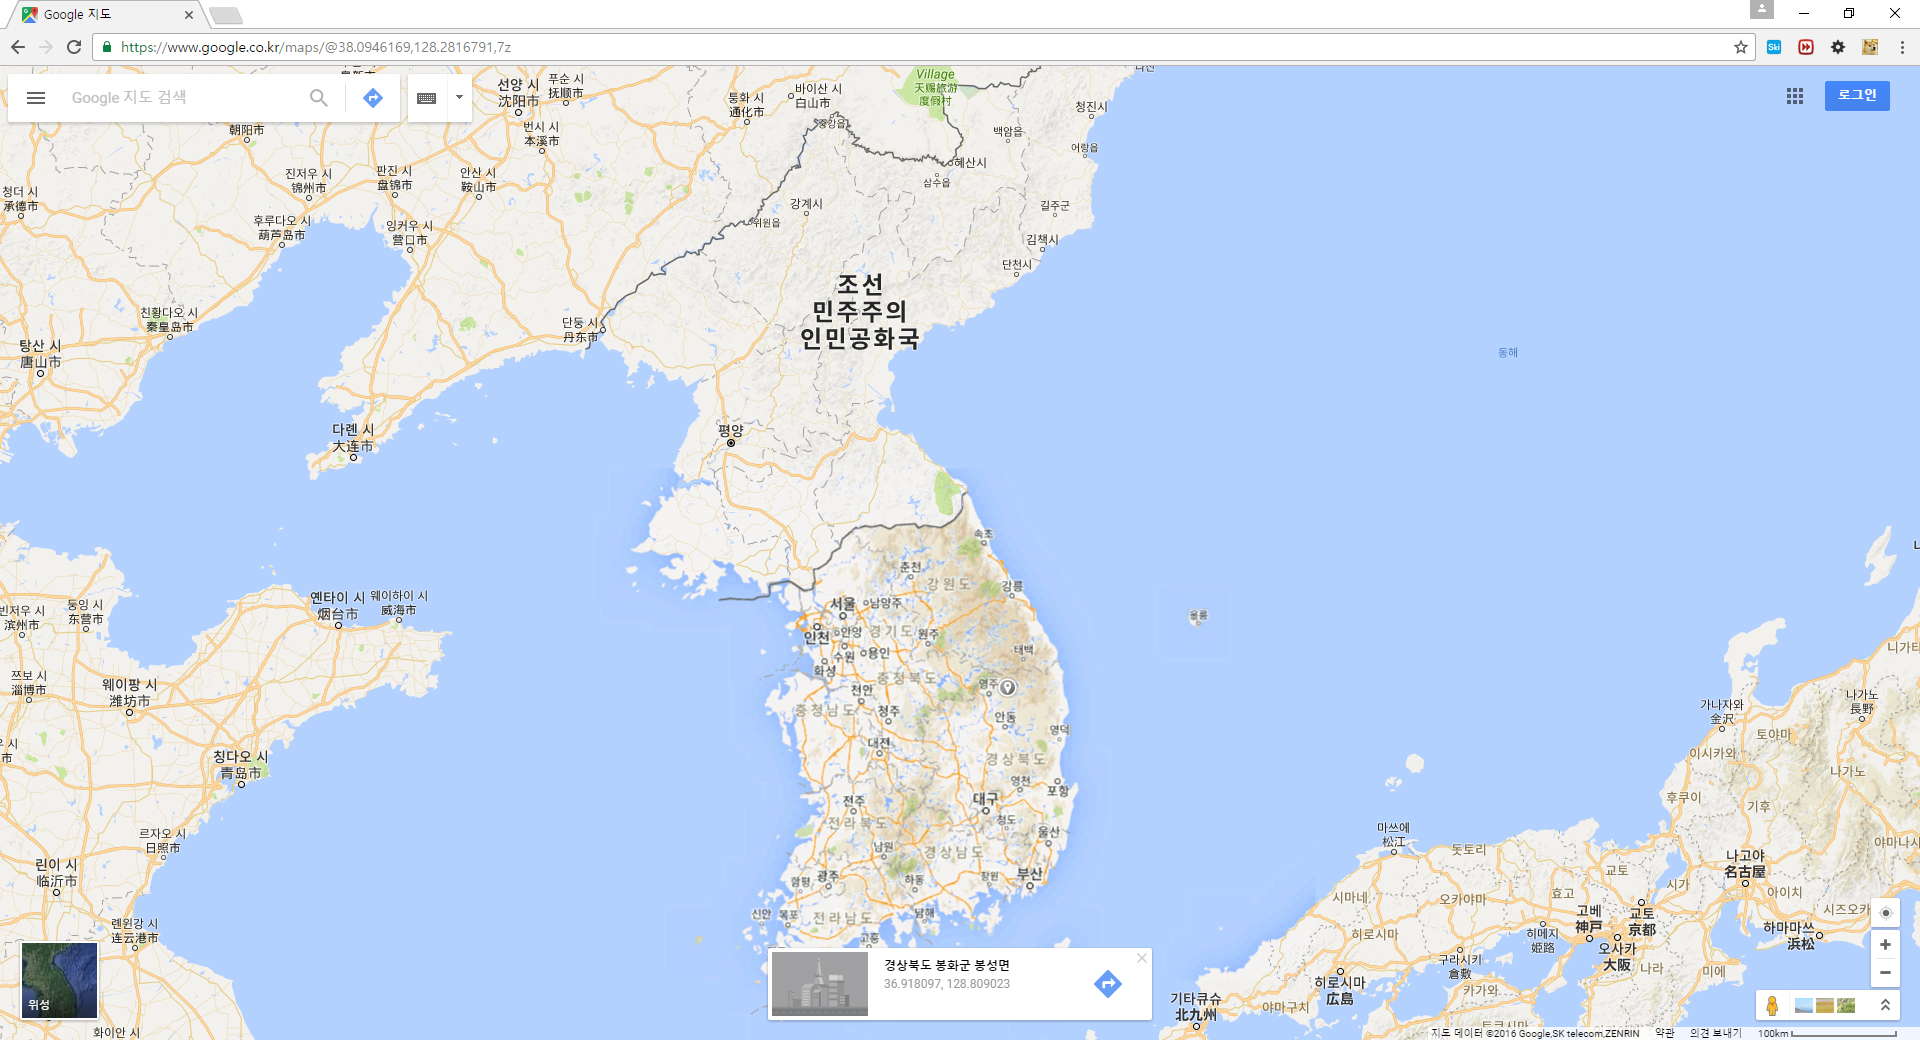 Google 지도
https://www.google.co.kr/maps/@38.0946169,128.2816791,7z
Ski
Google 지도 검색
로그인
Village
天赐旅游
度假村
선양 시
沈阳市
푸순 시
抚顺市
퉁화 시
通化市
바이산 시
白山市
청진시
朝阳市
번시 시
本溪市
중강읍
백암읍
어랑읍
혜산시
삼수읍
진저우 시
锦州市
판진 시
盘锦市
안산 시
鞍山市
청더 시
承德市
강계시
위원읍
길주군
후루다오 시
葫芦岛市
잉커우 시
营口市
김책시
단천시
조선
민주주의
인민공화국
친황다오 시
秦皇岛市
단둥 시
丹东市
탕산 시
唐山市
동해
다롄 시
大连市
평양
속초
춘천
강원도
강릉
옌타이 시
烟台市
웨이하이 시
威海市
빈저우 시
滨州市
둥잉 시
东营市
서울
남양주
울릉
인천
안양
경기도
원주
수원
용인
태백
화성
쯔보 시
淄博市
웨이팡 시
潍坊市
천안
충청북도
영주
충청남도
청주
안동
영덕
니가타
나가노
長野
가나자와
金沢
도야마
이시카와
나가노
칭다오 시
青岛市
대전
경상북도
영천
포항
대구
청도
전주
전라북도
울산
후쿠이
기후
르자오 시
日照市
남원
경상남도
마쓰에
松江
돗토리
교토
나고야
名古屋
야마나시
린이 시
临沂市
함평
광주
하동
창원
부산
시가
아이치
시마네
오카야마
효고
시즈오카
신안
목포
전라남도
남해
고흥
고베
神戸
교토
京都
하마마쓰
浜松
롄윈강 시
连云港市
히로시마
히메지
姫路
오사카
大阪
구라시키
倉敷
나라
미에
히로시마
広島
가가와
야마구치
기타큐슈
北九州
도쿠시마
위성
화이안 시
경상북도 봉화군 봉성면
36.918097, 128.809023
지도 데이터 ©2016 Google,SK telecom,ZENRIN
약관
의견 보내기
100km